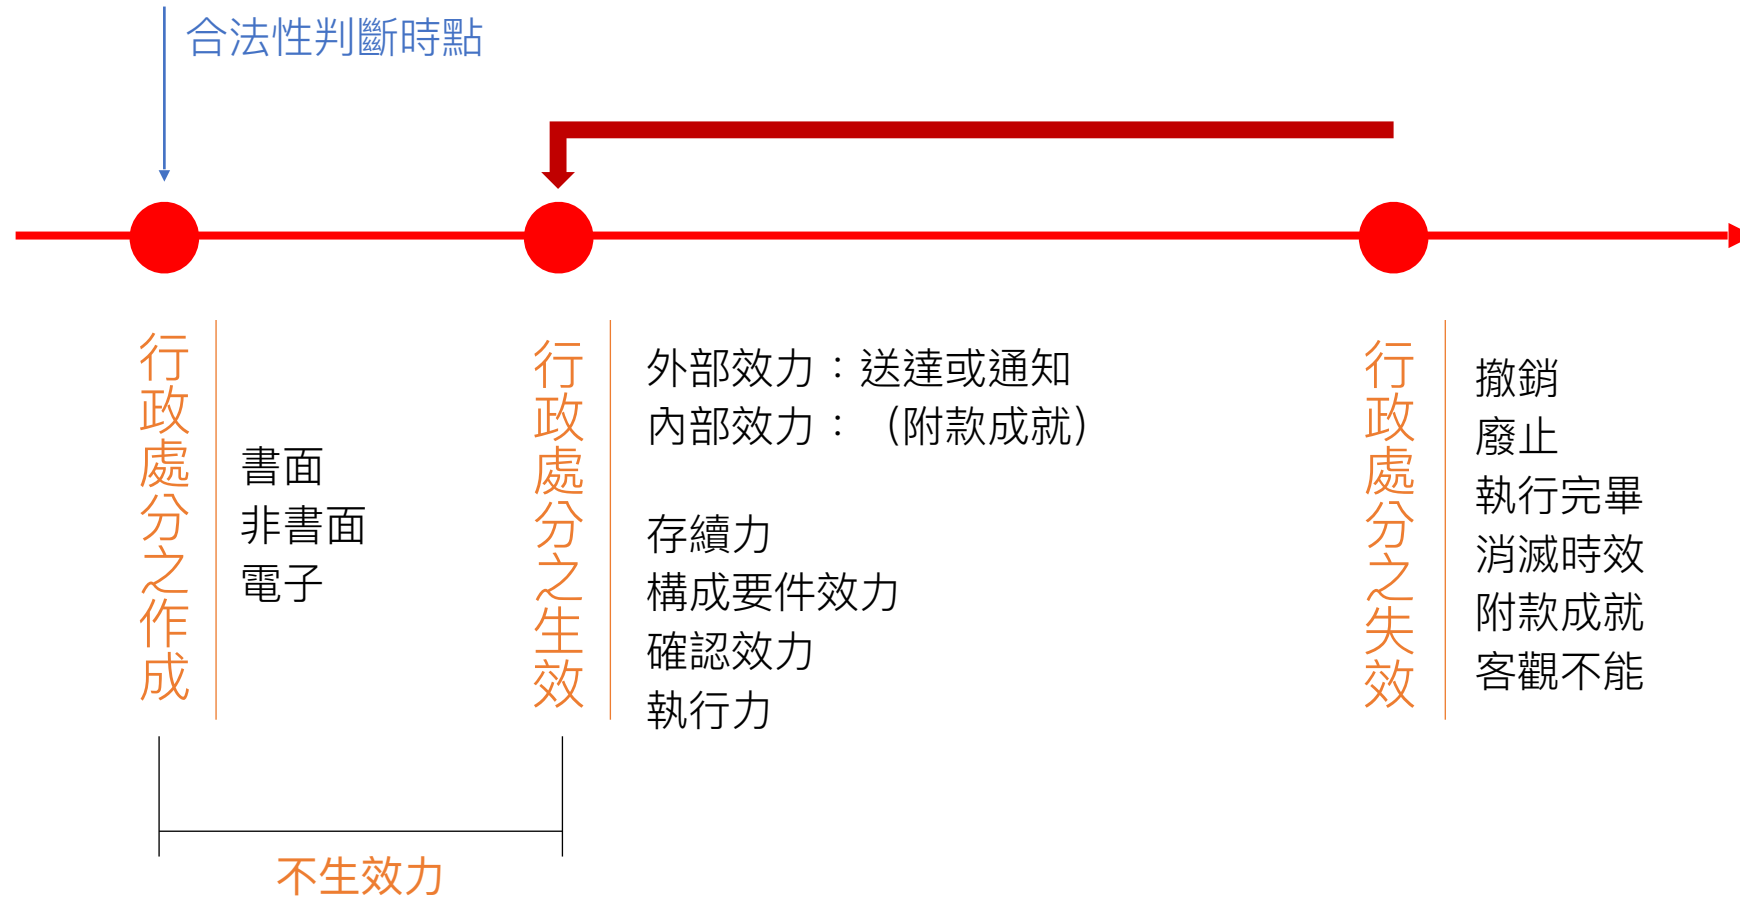 合法性判斷時點
行政處分之作成
書面
非書面
電子
行政處分之生效
外部效力：送達或通知
內部效力：（附款成就）
存續力
構成要件效力
確認效力
執行力
行政處分之失效
撤銷
廢止
執行完畢
消滅時效
附款成就
客觀不能
不生效力